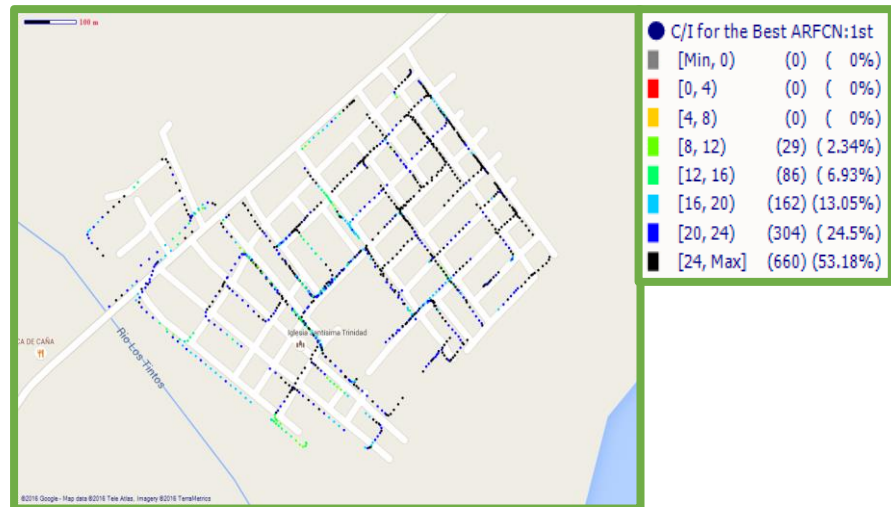 100 m
Iglesia Santisima Trinidad
CA DE CAÑA
Rio Los Tintos
©2016 Google - Map data ©2016 Tele Atlas, Imagery ©2016 TerraMetrics
C/I for the Best ARFCN:1st
[Min, 0) (0) ( 0%)
[0, 4) (0) ( 0%)
[4, 8) (0) ( 0%)
[8, 12) (29) ( 2.34%)
[12, 16) (86) ( 6.93%)
[16, 20) (162) (13.05%)
[20, 24) (304) ( 24.5%)
[24, Max] (660) (53.18%)